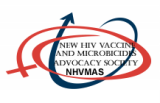 NEW HIV VACCINE
AND MICROBICIDES
ADVOCACY SOCIETY
NHVMAS